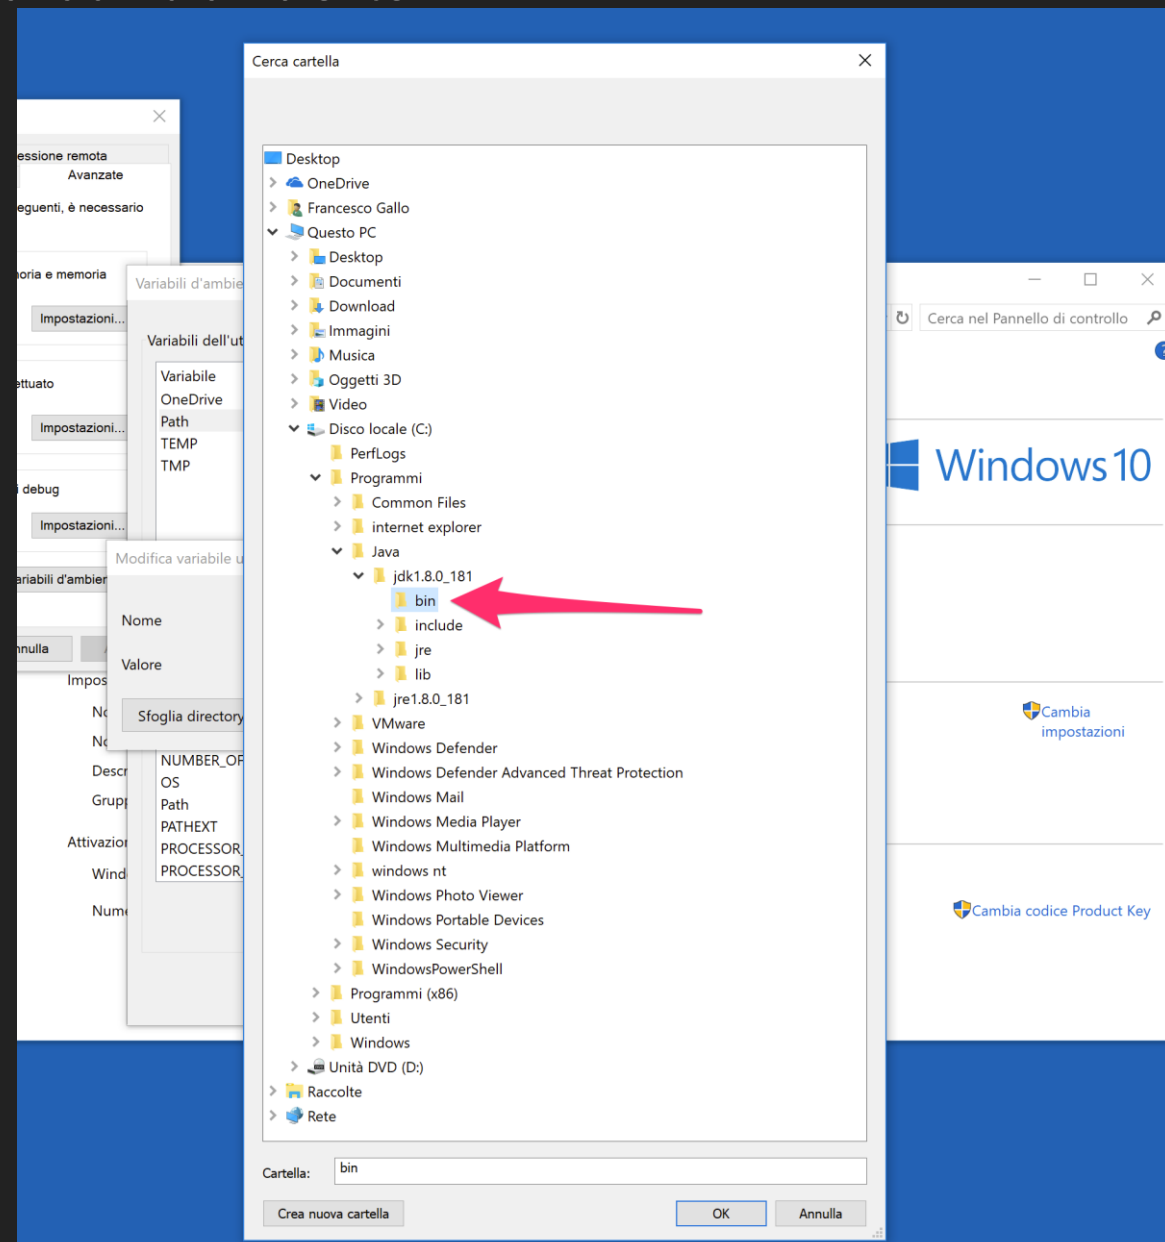 Cerca cartella
Desktop
OneDrive
Francesco Gallo
Questo PC
Desktop
Documenti
Download
Immagini
Musica
Oggetti 3D
Video
Disco locale (C:)
PerfLogs
Programmi
Common Files
internet explorer
Java
jdk1.8.0_181
bin
include
jre
lib
jre1.8.0_181
VMware
Windows Defender
Windows Defender Advanced Threat Protection
Windows Mail
Windows Media Player
Windows Multimedia Platform
windows nt
Windows Photo Viewer
Windows Portable Devices
Windows Security
WindowsPowerShell
Programmi (x86)
Utenti
Windows
Unità DVD (D:)
Raccolte
Rete
Cartella: bin
Crea nuova cartella OK Annulla
essione remota
Avanzate
eguenti, è necessario
oria e memoria
Impostazioni...
ettuato
Impostazioni...
i debug
Impostazioni...
ariabili d'ambien
nnulla
Variabili d'ambie
Variabili dell'ut
Variabile
OneDrive
Path
TEMP
TMP
Modifica variabile u
Nome
Valore
Sfoglia directory
NUMBER_OF
OS
Path
PATHEXT
PROCESSOR_
PROCESSOR_
Impos
No
No
Descr
Grupp
Attivazion
Wind
Nume
Cerca nel Pannello di controllo
Windows 10
Cambia
impostazioni
Cambia codice Product Key